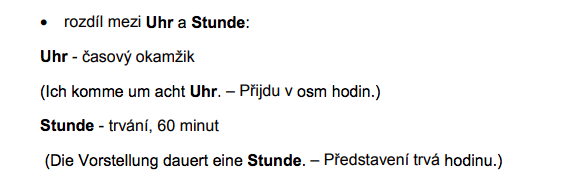 • rozdíl mezi Uhr a Stunde:
Uhr - časový okamžik
(Ich komme um acht Uhr. – Přijdu v osm hodin.)
Stunde - trvání, 60 minut
(Die Vorstellung dauert eine Stunde. – Představení trvá hodinu.)